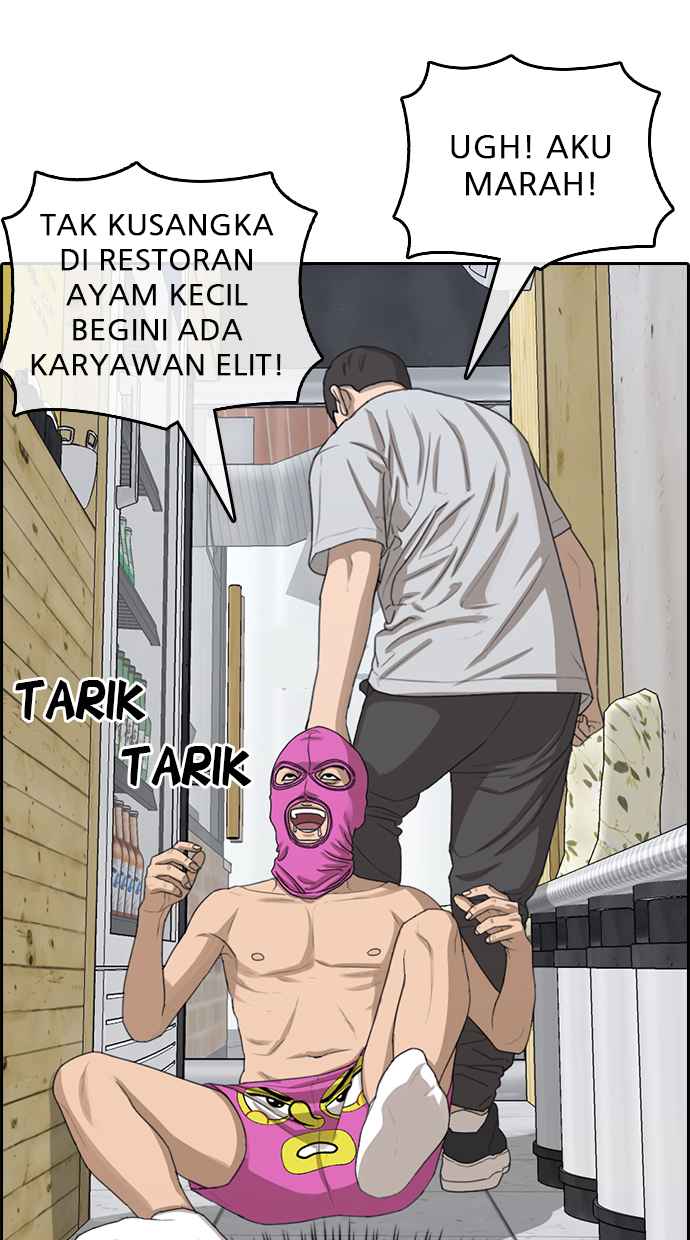 UGH! AKU
MARAH!
TAK KUSANGKA
DI RESTORAN
AYAM KECIL
BEGINI ADA
KARYAWAN ELIT!
TARIK
TARIK